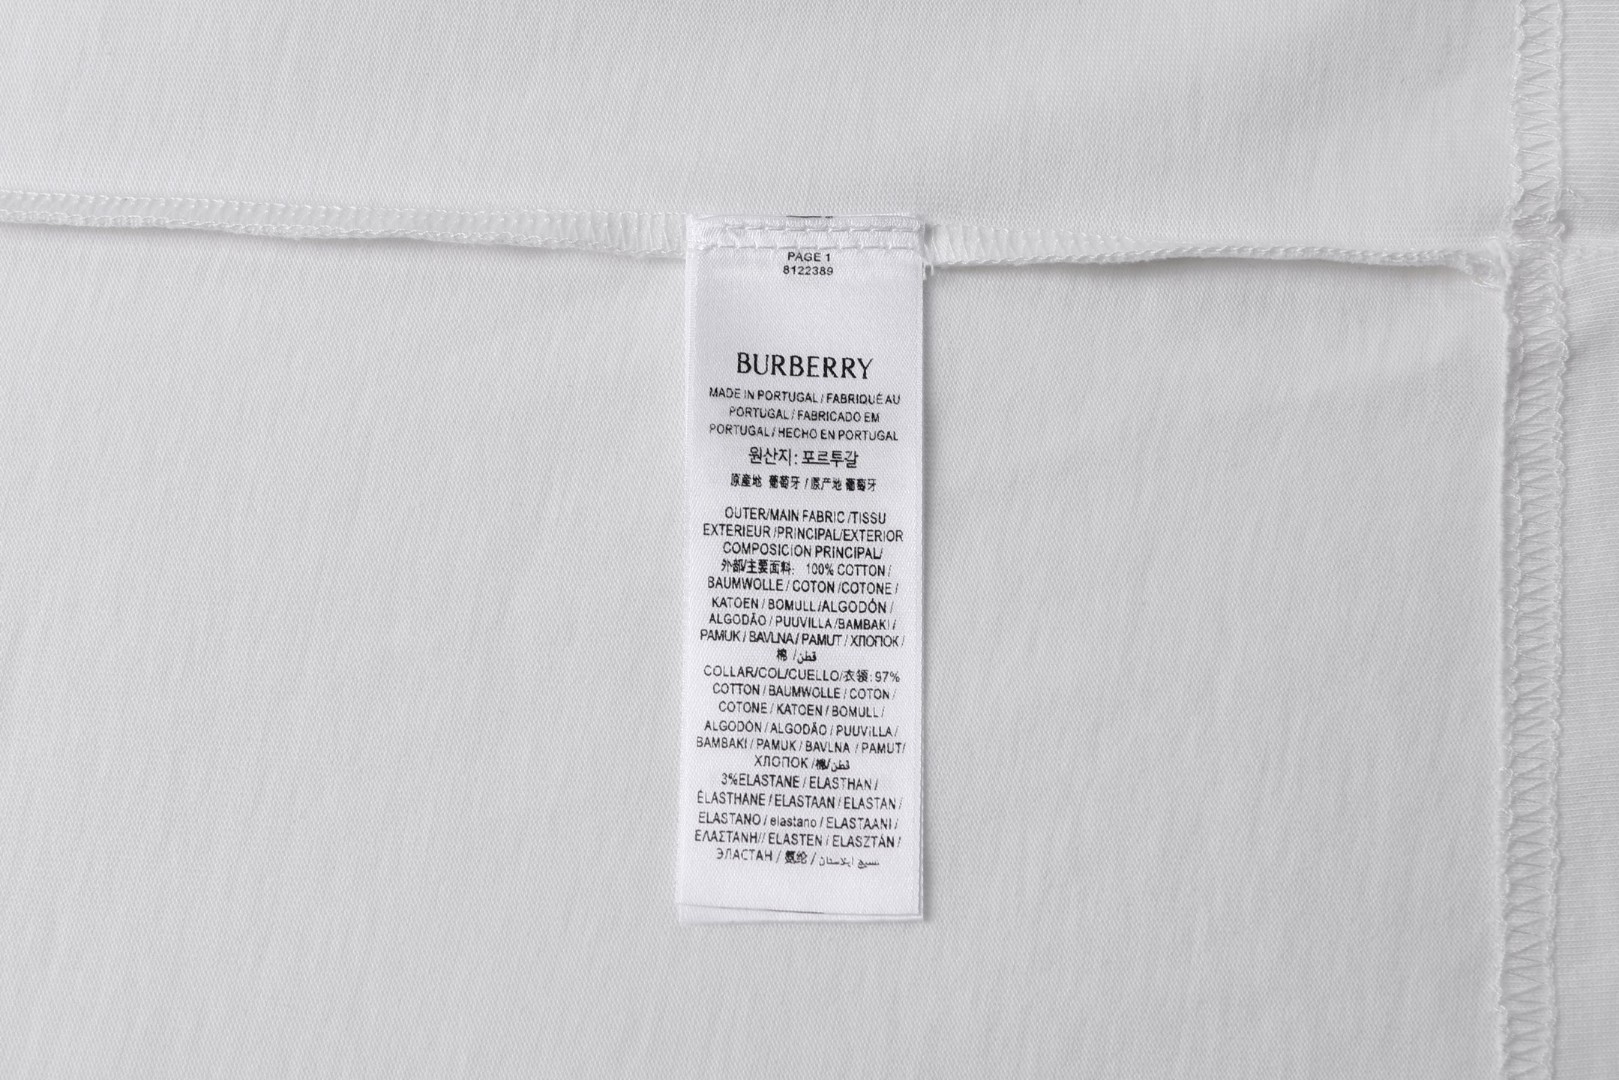 PAGE 1
8122389
BURBERRY
MADE IN PORTUGAL / FABRIQUÉ AU
PORTUGAL / FABRICADO EM
PORTUGAL / HECHO EN PORTUGAL
원산지: 포르투갈
原産地 葡萄牙 / 原产地 葡萄牙
OUTER/MAIN FABRIC /TISSU
EXTERIEUR /PRINCIPAL/EXTERIOR
COMPOSICION PRINCIPAL/
外部/主要面料: 100% COTTON /
BAUMWOLLE / COTON /COTONE /
KATOEN / BOMULL/ALGODÓN /
ALGODÃO / PUUVILLA /BAMBAKI /
PAMUK / BAVLNA/ PAMUT / ХЛОПОК /
棉 /قطن
COLLAR/COL/CUELLO/衣領: 97%
COTTON / BAUMWOLLE / COTON /
COTONE / KATOEN / BOMULL /
ALGODÓN / ALGODÃO / PUUVILLA /
BAMBAKI / PAMUK / BAVLNA / PAMUT/
ХЛОПОК /棉/قطن
3%ELASTANE / ELASTHAN /
ÉLASTHANE / ELASTAAN / ELASTAN /
ELASTANO / elastano / ELASTAANI /
ΕΛΑΣΤΑΝΗ// ELASTEN / ELASZTÁN /
ЭЛАСТАН / 氨纶 / نسيج ايلاستان